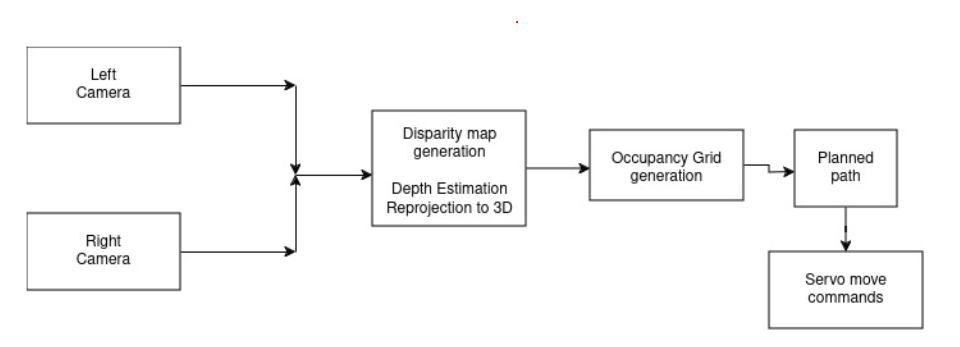 Left
Camera
Right
Camera
Disparity map
generation
Depth Estimation
Reprojection to 3D
Occupancy Grid
generation
Planned
path
Servo move
commands